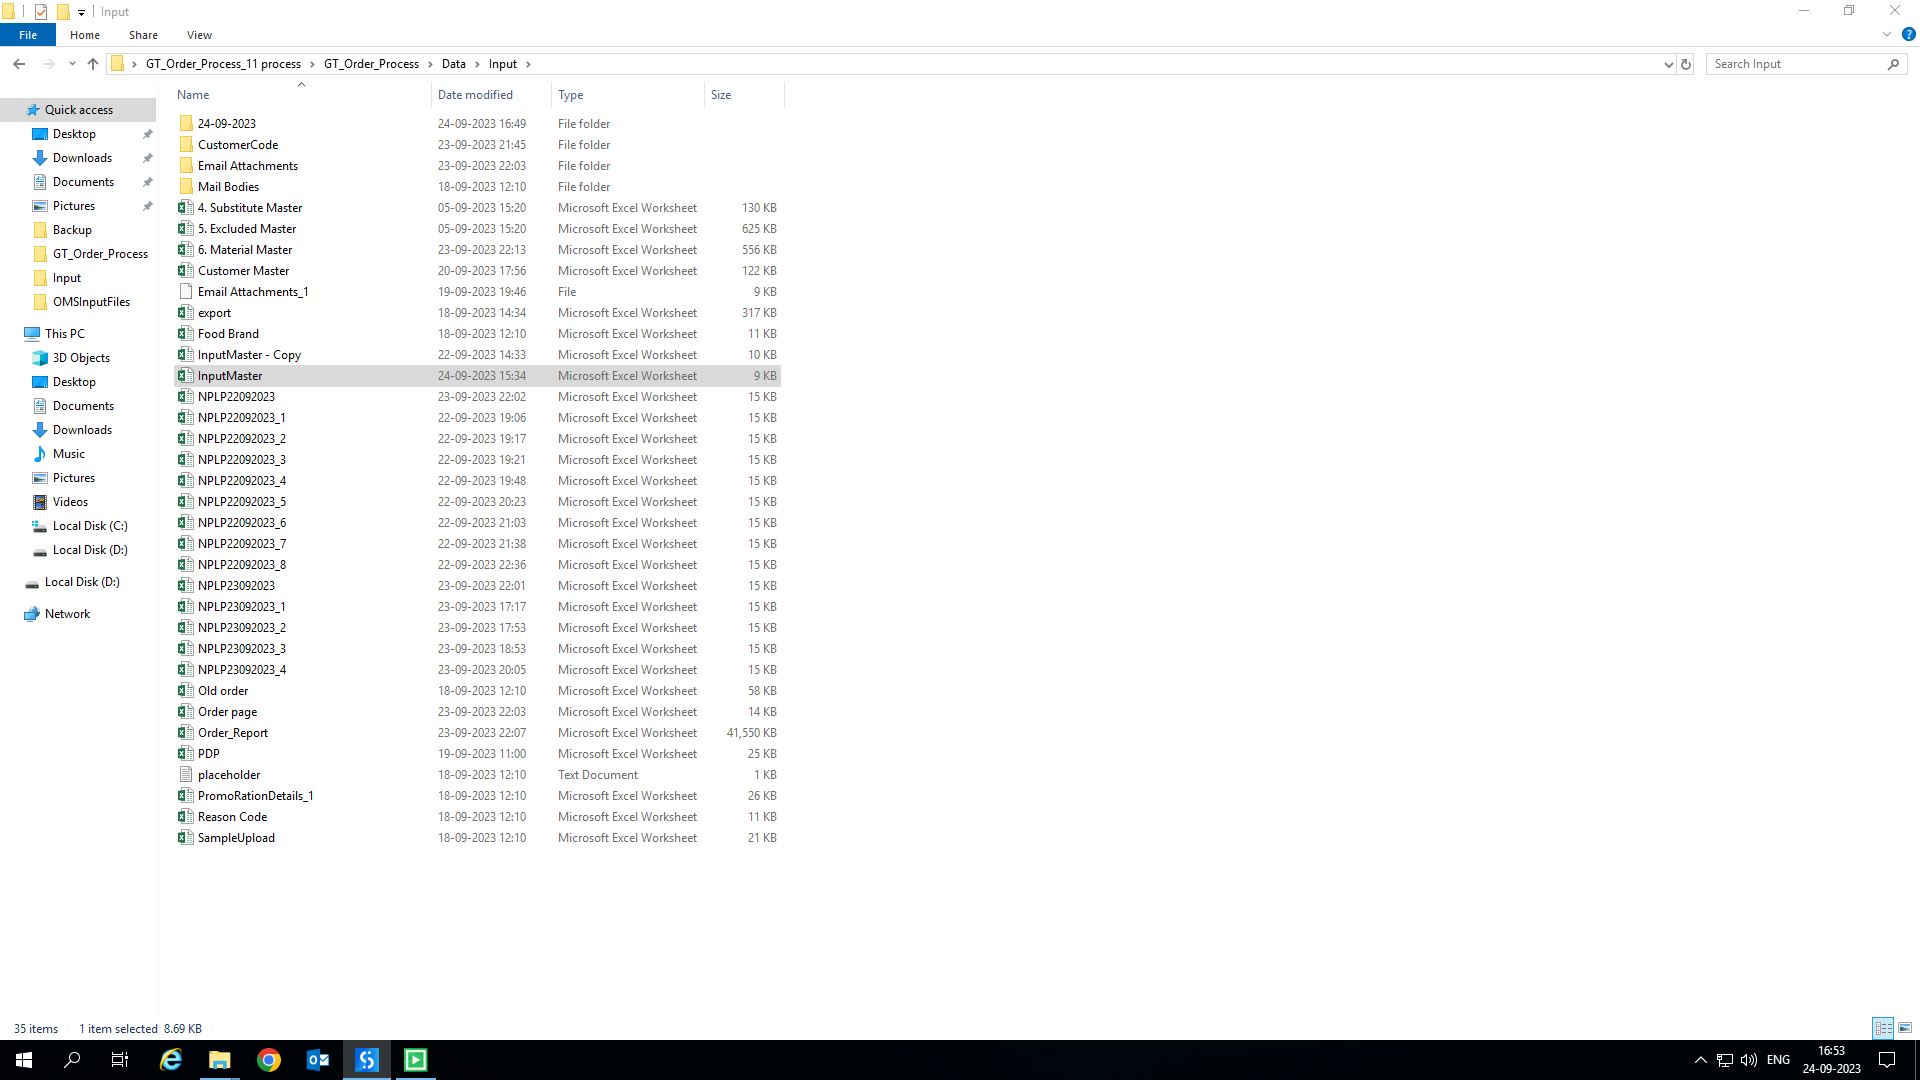 Input
File Home Share View
GT_Order_Process_11 process GT_Order_Process Data Input
Search Input
Name Date modified Type Size
Quick access
Desktop
Downloads
Documents
Pictures
Backup
GT_Order_Process
Input
OMSInputFiles
This PC
3D Objects
Desktop
Documents
Downloads
Music
Pictures
Videos
Local Disk (C:)
Local Disk (D:)
Local Disk (D:)
Network
24-09-2023 24-09-2023 16:49 File folder
CustomerCode 23-09-2023 21:45 File folder
Email Attachments 23-09-2023 22:03 File folder
Mail Bodies 18-09-2023 12:10 File folder
4. Substitute Master 05-09-2023 15:20 Microsoft Excel Worksheet 130 KB
5. Excluded Master 05-09-2023 15:20 Microsoft Excel Worksheet 625 KB
6. Material Master 23-09-2023 22:13 Microsoft Excel Worksheet 556 KB
Customer Master 20-09-2023 17:56 Microsoft Excel Worksheet 122 KB
Email Attachments_1 19-09-2023 19:46 File 9 KB
export 18-09-2023 14:34 Microsoft Excel Worksheet 317 KB
Food Brand 18-09-2023 12:10 Microsoft Excel Worksheet 11 KB
InputMaster - Copy 22-09-2023 14:33 Microsoft Excel Worksheet 10 KB
InputMaster 24-09-2023 15:34 Microsoft Excel Worksheet 9 KB
NPLP22092023 23-09-2023 22:02 Microsoft Excel Worksheet 15 KB
NPLP22092023_1 22-09-2023 19:06 Microsoft Excel Worksheet 15 KB
NPLP22092023_2 22-09-2023 19:17 Microsoft Excel Worksheet 15 KB
NPLP22092023_3 22-09-2023 19:21 Microsoft Excel Worksheet 15 KB
NPLP22092023_4 22-09-2023 19:48 Microsoft Excel Worksheet 15 KB
NPLP22092023_5 22-09-2023 20:23 Microsoft Excel Worksheet 15 KB
NPLP22092023_6 22-09-2023 21:03 Microsoft Excel Worksheet 15 KB
NPLP22092023_7 22-09-2023 21:38 Microsoft Excel Worksheet 15 KB
NPLP22092023_8 22-09-2023 22:36 Microsoft Excel Worksheet 15 KB
NPLP23092023 23-09-2023 22:01 Microsoft Excel Worksheet 15 KB
NPLP23092023_1 23-09-2023 17:17 Microsoft Excel Worksheet 15 KB
NPLP23092023_2 23-09-2023 17:53 Microsoft Excel Worksheet 15 KB
NPLP23092023_3 23-09-2023 18:53 Microsoft Excel Worksheet 15 KB
NPLP23092023_4 23-09-2023 20:05 Microsoft Excel Worksheet 15 KB
Old order 18-09-2023 12:10 Microsoft Excel Worksheet 58 KB
Order page 23-09-2023 22:03 Microsoft Excel Worksheet 14 KB
Order_Report 23-09-2023 22:07 Microsoft Excel Worksheet 41,550 KB
PDP 19-09-2023 11:00 Microsoft Excel Worksheet 25 KB
placeholder 18-09-2023 12:10 Text Document 1 KB
PromoRationDetails_1 18-09-2023 12:10 Microsoft Excel Worksheet 26 KB
Reason Code 18-09-2023 12:10 Microsoft Excel Worksheet 11 KB
SampleUpload 18-09-2023 12:10 Microsoft Excel Worksheet 21 KB
35 items 1 item selected 8.69 KB
ENG
16:53
24-09-2023